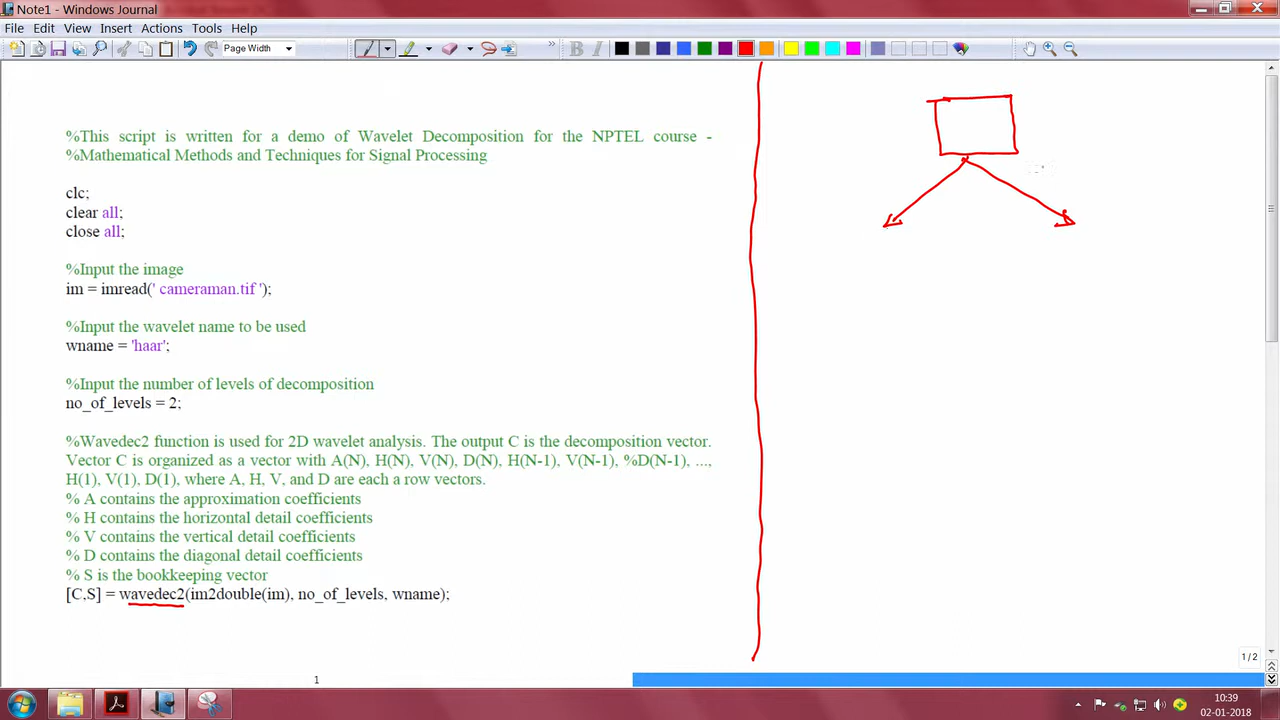 Note1 - Windows Journal
File Edit View Insert Actions Tools Help
Page Width
%This script is written for a demo of Wavelet Decomposition for the NPTEL course -
%Mathematical Methods and Techniques for Signal Processing
clc;
clear all;
close all;
%Input the image
im = imread(' cameraman.tif ');
%Input the wavelet name to be used
wname = 'haar';
%Input the number of levels of decomposition
no_of_levels = 2;
%Wavedec2 function is used for 2D wavelet analysis. The output C is the decomposition vector.
Vector C is organized as a vector with A(N), H(N), V(N), D(N), H(N-1), V(N-1), %D(N-1), ...,
H(1), V(1), D(1), where A, H, V, and D are each a row vectors.
% A contains the approximation coefficients
% H contains the horizontal detail coefficients
% V contains the vertical detail coefficients
% D contains the diagonal detail coefficients
% S is the bookkeeping vector
[C,S] = wavedec2(im2double(im), no_of_levels, wname);
1
1/2
10:39
02-01-2018